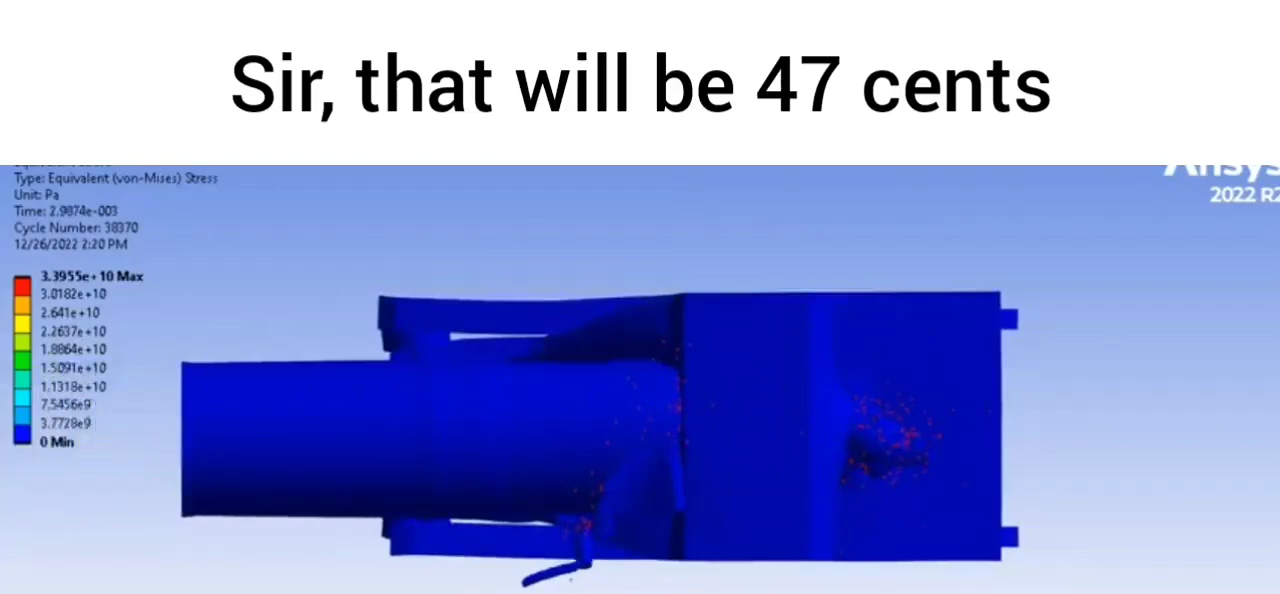 Sir, that will be 47 cents
Type: Equivalent (von-Mises) Stress
Unit: Pa
Time: 2.9874e-003
Cycle Number: 38370
12/26/2022 2:20 PM
3.3955e+10 Max
3.0182e+10
2.641e+10
2.2637e+10
1.8864e+10
1.5091e+10
1.1318e+10
7.5456e9
3.7728e9
0 Min
Ansys
2022 R2